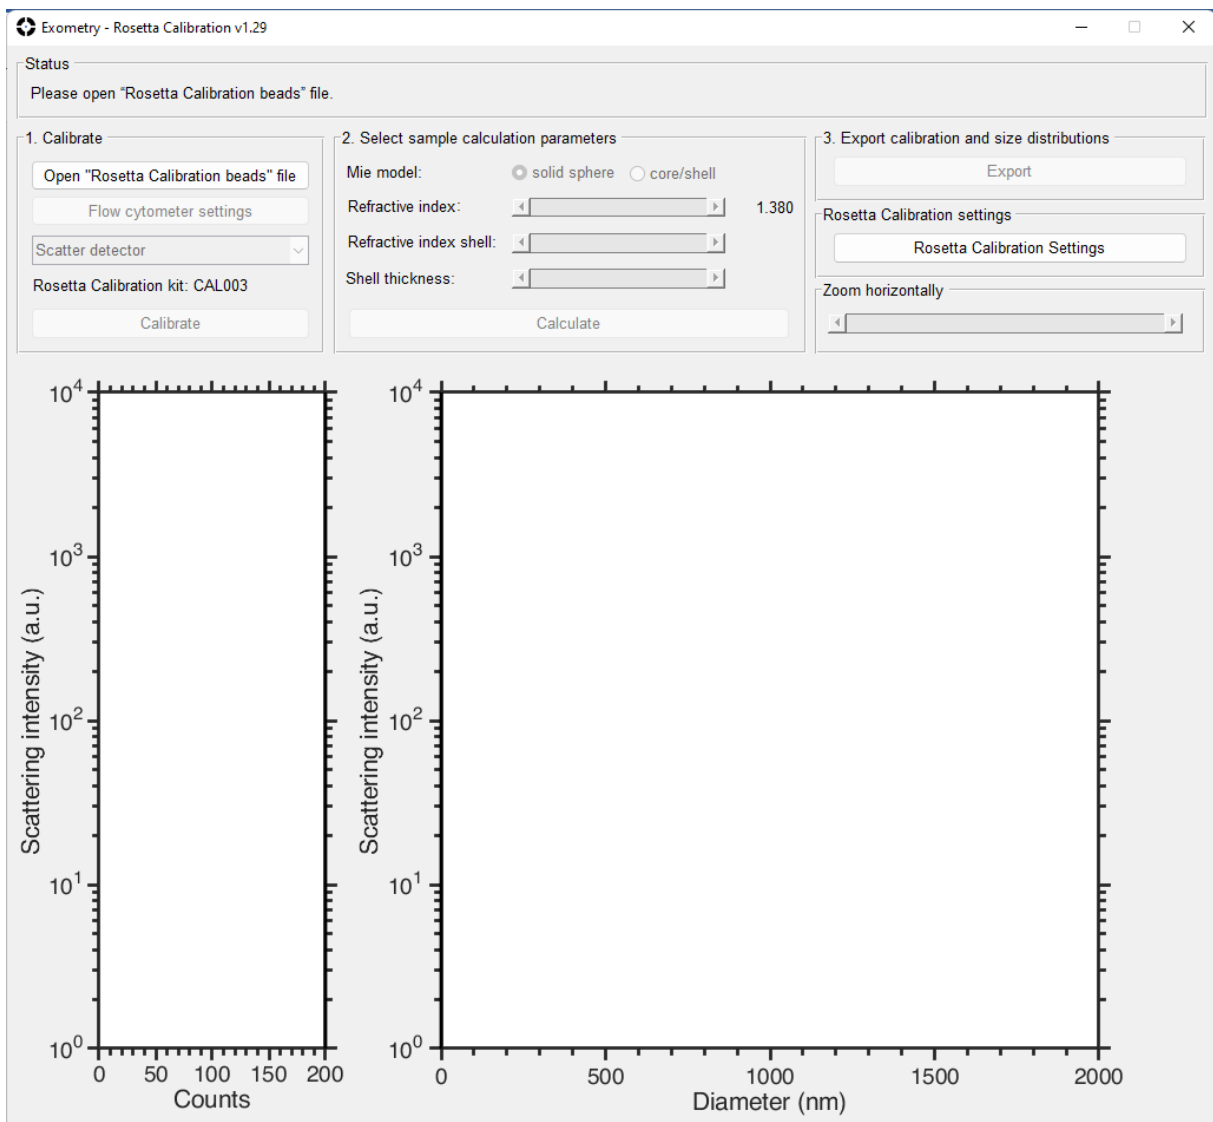 Exometry - Rosetta Calibration v1.29
Status
Please open “Rosetta Calibration beads” file.
1. Calibrate
Open "Rosetta Calibration beads" file
Flow cytometer settings
Scatter detector
Rosetta Calibration kit: CAL003
Calibrate
2. Select sample calculation parameters
Mie model:
solid sphere
core/shell
Refractive index:
1.380
Refractive index shell:
Shell thickness:
Calculate
3. Export calibration and size distributions
Export
Rosetta Calibration settings
Rosetta Calibration Settings
Zoom horizontally
10^4
10^3
10^2
10^1
10^0
Scattering intensity (a.u.)
0 50 100 150 200
Counts
10^4
10^3
10^2
10^1
10^0
Scattering intensity (a.u.)
0 500 1000 1500 2000
Diameter (nm)